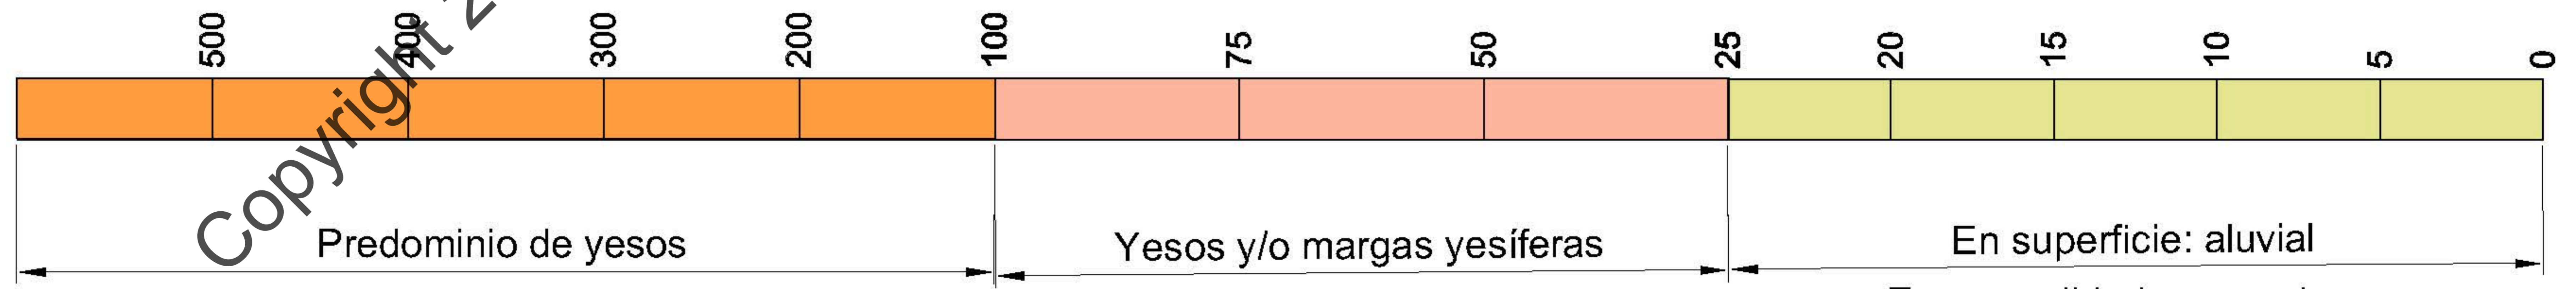 500 400 300 200 100 75 50 25 20 15 10 5 0
Copyright
Predominio de yesos
Yesos y/o margas yesíferas
En superficie: aluvial